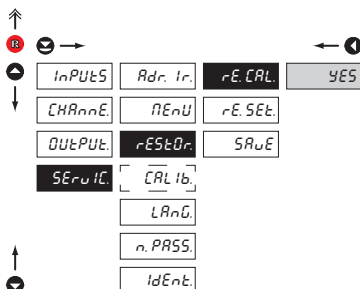 R
InPUtS Adr. Ir. rE. CAL. YES
CHAnnE. MEnU rE. SEt.
OUtPUt. rEStOr. SAvE
SErvIC. CALIb.
LAnG.
n. PASS.
IdEnt.